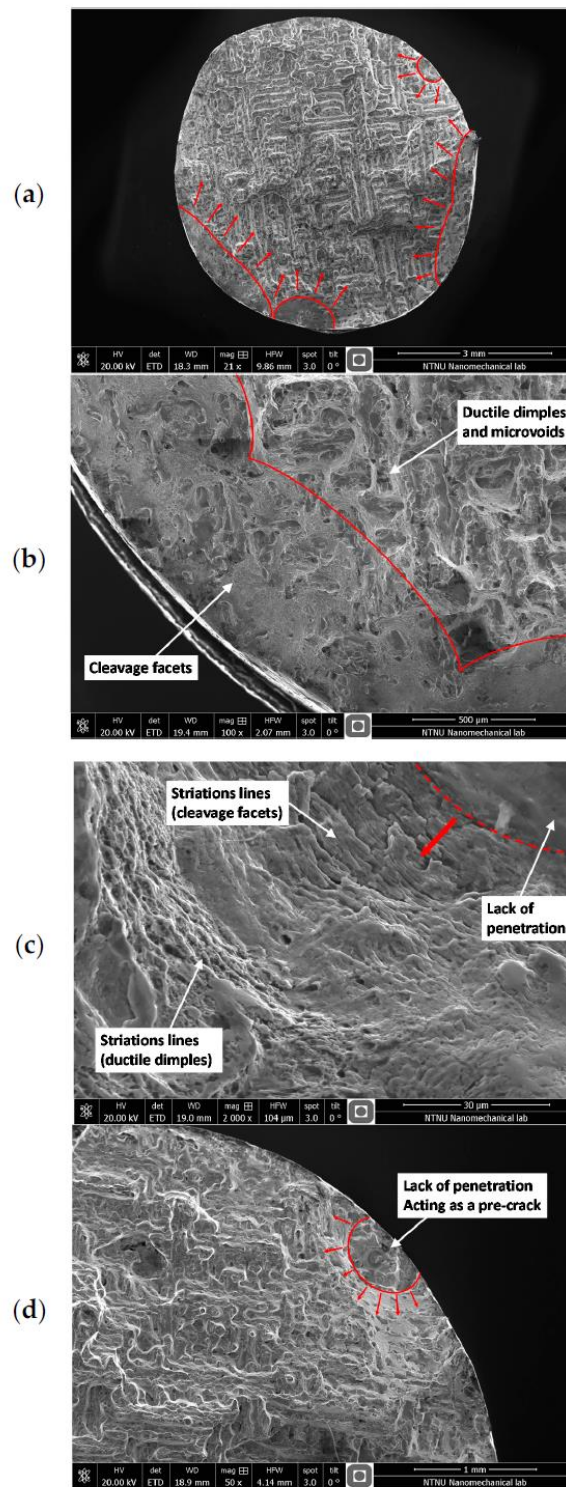 (a)
HV det WD mag HFW spot tilt 3 mm
20.00 kV ETD 18.3 mm 21 x 9.86 mm 3.0 0 ° NTNU Nanomechanical lab
Ductile dimples
and microvoids
(b)
Cleavage facets
HV det WD mag HFW spot tilt 500 µm
20.00 kV ETD 19.4 mm 100 x 2.07 mm 3.0 0 ° NTNU Nanomechanical lab
Striations lines
(cleavage facets)
Lack of
penetration
(c)
Striations lines
(ductile dimples)
HV det WD mag HFW spot tilt 30 µm
20.00 kV ETD 19.0 mm 2 000 x 104 µm 3.0 0 ° NTNU Nanomechanical lab
Lack of penetration
Acting as a pre-crack
(d)
HV det WD mag HFW spot tilt 1 mm
20.00 kV ETD 18.9 mm 50 x 4.14 mm 3.0 0 ° NTNU Nanomechanical lab